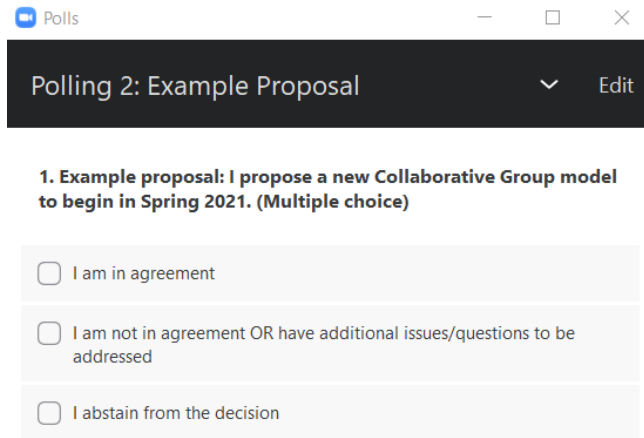 Polls
Polling 2: Example Proposal
Edit
1. Example proposal: I propose a new Collaborative Group model
to begin in Spring 2021. (Multiple choice)
I am in agreement
I am not in agreement OR have additional issues/questions to be
addressed
I abstain from the decision